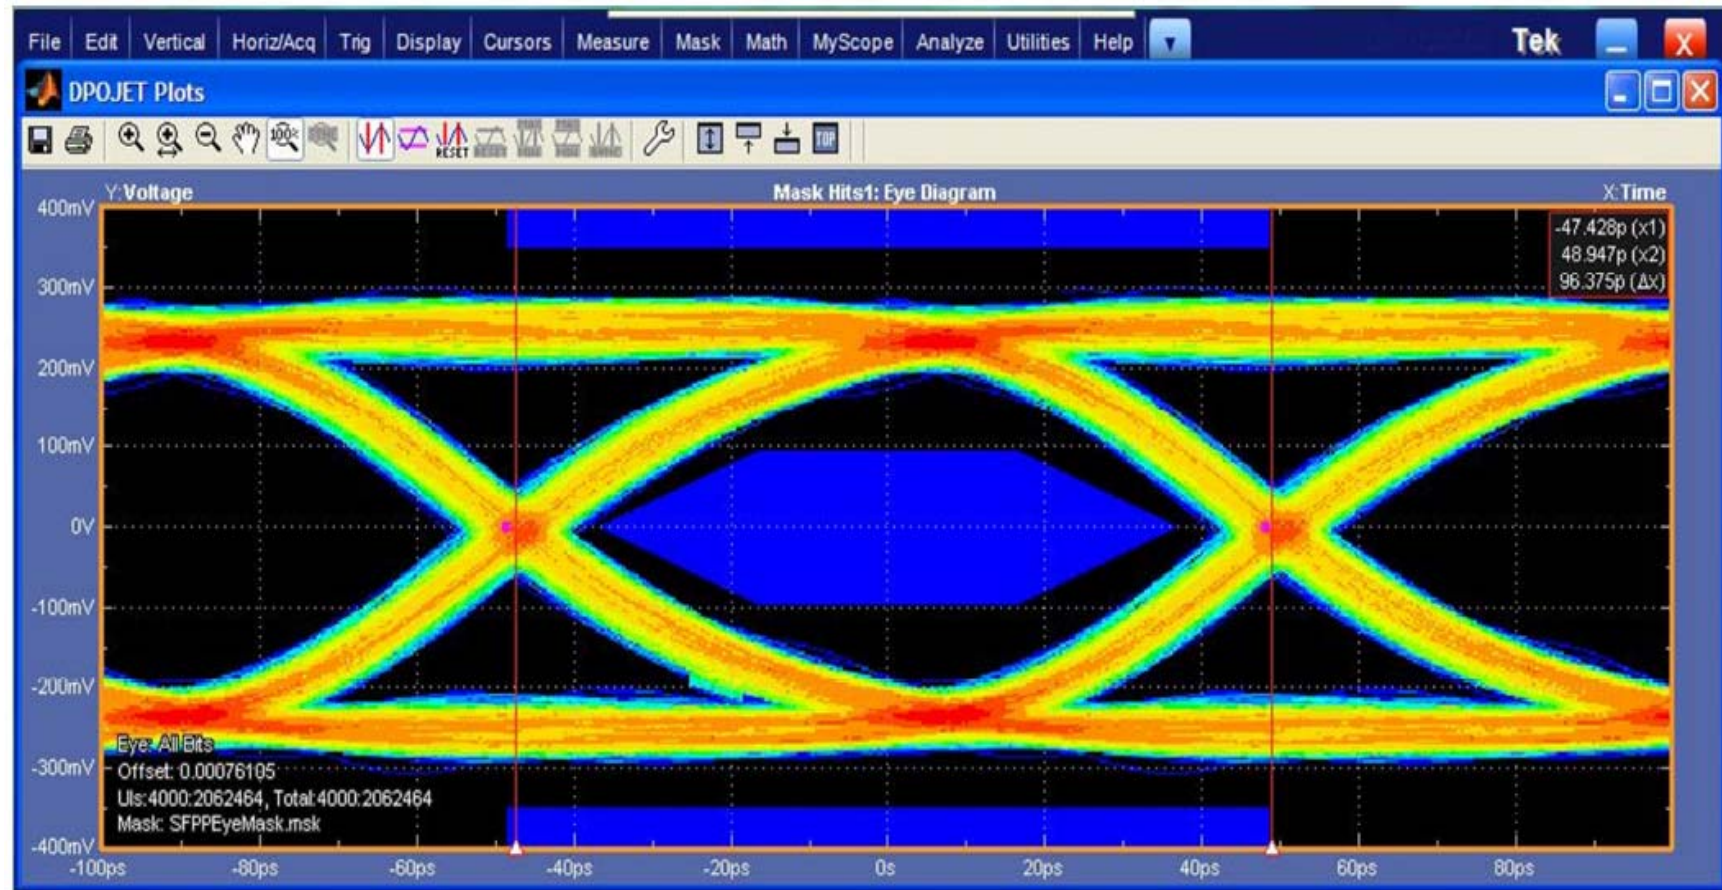 File Edit Vertical Horiz/Acq Trig Display Cursors Measure Mask Math MyScope Analyze Utilities Help Tek X
DPOJET Plots
100% RESET TOP
Y:Voltage Mask Hits1: Eye Diagram X:Time
400mV
-47.428p (x1)
48.947p (x2)
96.375p (Δx)
300mV
200mV
100mV
0V
-100mV
-200mV
-300mV
-400mV
Eye: All Bits
Offset: 0.00076105
UIs:4000:2062464, Total:4000:2062464
Mask: SFPPEyeMask.msk
-100ps -80ps -60ps -40ps -20ps 0s 20ps 40ps 60ps 80ps